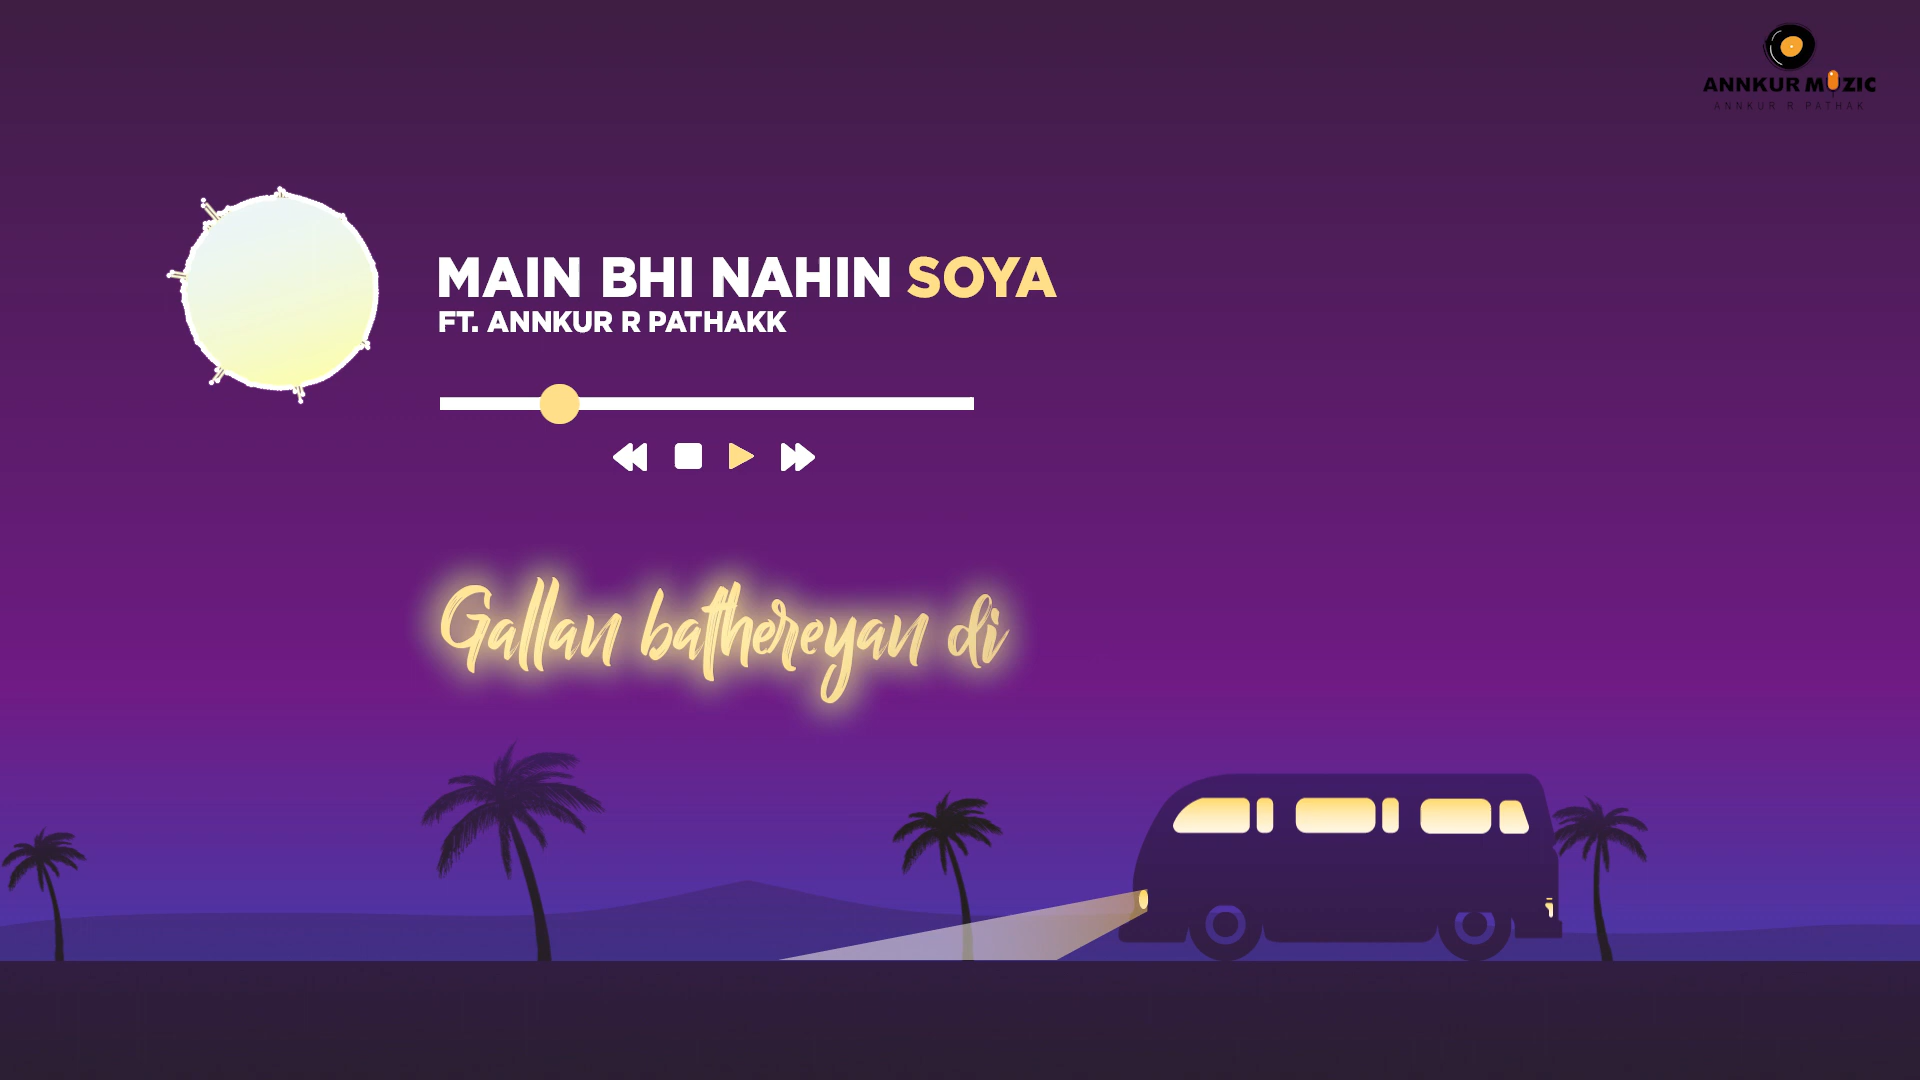 ANNKUR MUZIC
ANNKUR R PATHAK
MAIN BHI NAHIN SOYA
FT. ANNKUR R PATHAKK
Gallan bathereyan di